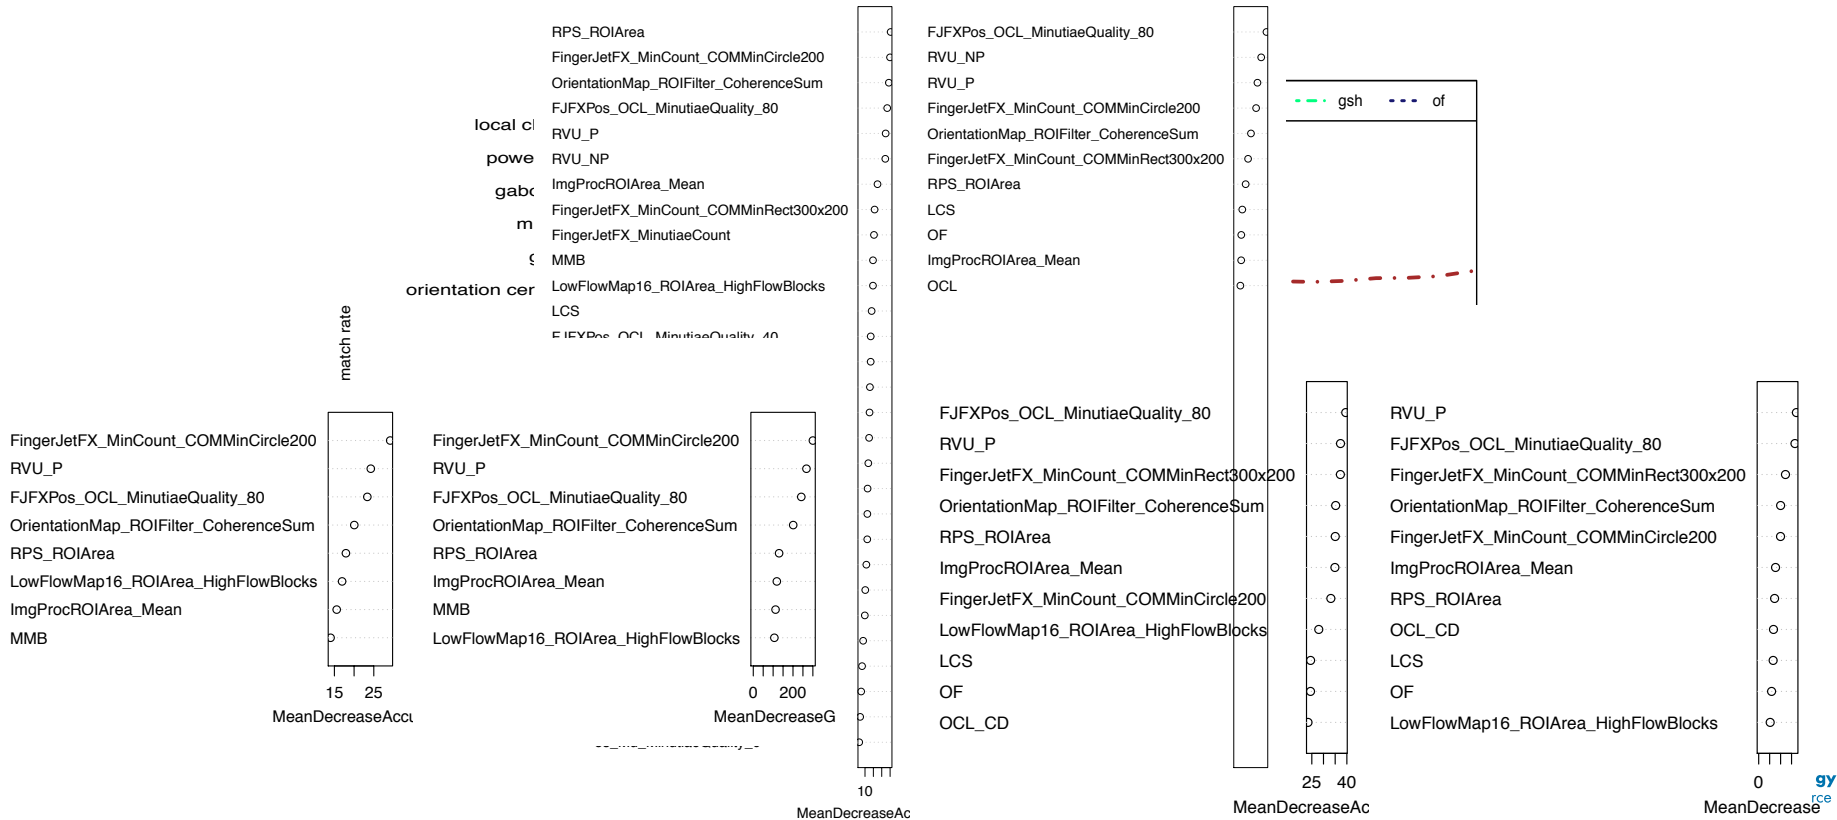 RPS_ROIArea
FingerJetFX_MinCount_COMMinCircle200
OrientationMap_ROIFilter_CoherenceSum
FJFXPos_OCL_MinutiaeQuality_80
RVU_P
RVU_NP
ImgProcROIArea_Mean
FingerJetFX_MinCount_COMMinRect300x200
FingerJetFX_MinutiaeCount
MMB
LowFlowMap16_ROIArea_HighFlowBlocks
LCS
FJFXPos_OCL_MinutiaeQuality_40
10
MeanDecreaseAc
FJFXPos_OCL_MinutiaeQuality_80
RVU_NP
RVU_P
FingerJetFX_MinCount_COMMinCircle200
OrientationMap_ROIFilter_CoherenceSum
FingerJetFX_MinCount_COMMinRect300x200
RPS_ROIArea
LCS
OF
ImgProcROIArea_Mean
OCL
gsh of
local cl
powe
gabo
m
g
orientation cer
match rate
FingerJetFX_MinCount_COMMinCircle200
RVU_P
FJFXPos_OCL_MinutiaeQuality_80
OrientationMap_ROIFilter_CoherenceSum
RPS_ROIArea
LowFlowMap16_ROIArea_HighFlowBlocks
ImgProcROIArea_Mean
MMB
15 25
MeanDecreaseAccu
FingerJetFX_MinCount_COMMinCircle200
RVU_P
FJFXPos_OCL_MinutiaeQuality_80
OrientationMap_ROIFilter_CoherenceSum
RPS_ROIArea
ImgProcROIArea_Mean
MMB
LowFlowMap16_ROIArea_HighFlowBlocks
0 200
MeanDecreaseG
FJFXPos_OCL_MinutiaeQuality_80
RVU_P
FingerJetFX_MinCount_COMMinRect300x200
OrientationMap_ROIFilter_CoherenceSum
RPS_ROIArea
ImgProcROIArea_Mean
FingerJetFX_MinCount_COMMinCircle200
LowFlowMap16_ROIArea_HighFlowBlocks
LCS
OF
OCL_CD
25 40
MeanDecreaseAc
RVU_P
FJFXPos_OCL_MinutiaeQuality_80
FingerJetFX_MinCount_COMMinRect300x200
OrientationMap_ROIFilter_CoherenceSum
FingerJetFX_MinCount_COMMinCircle200
ImgProcROIArea_Mean
RPS_ROIArea
OCL_CD
LCS
OF
LowFlowMap16_ROIArea_HighFlowBlocks
0
MeanDecrease
gy
rce